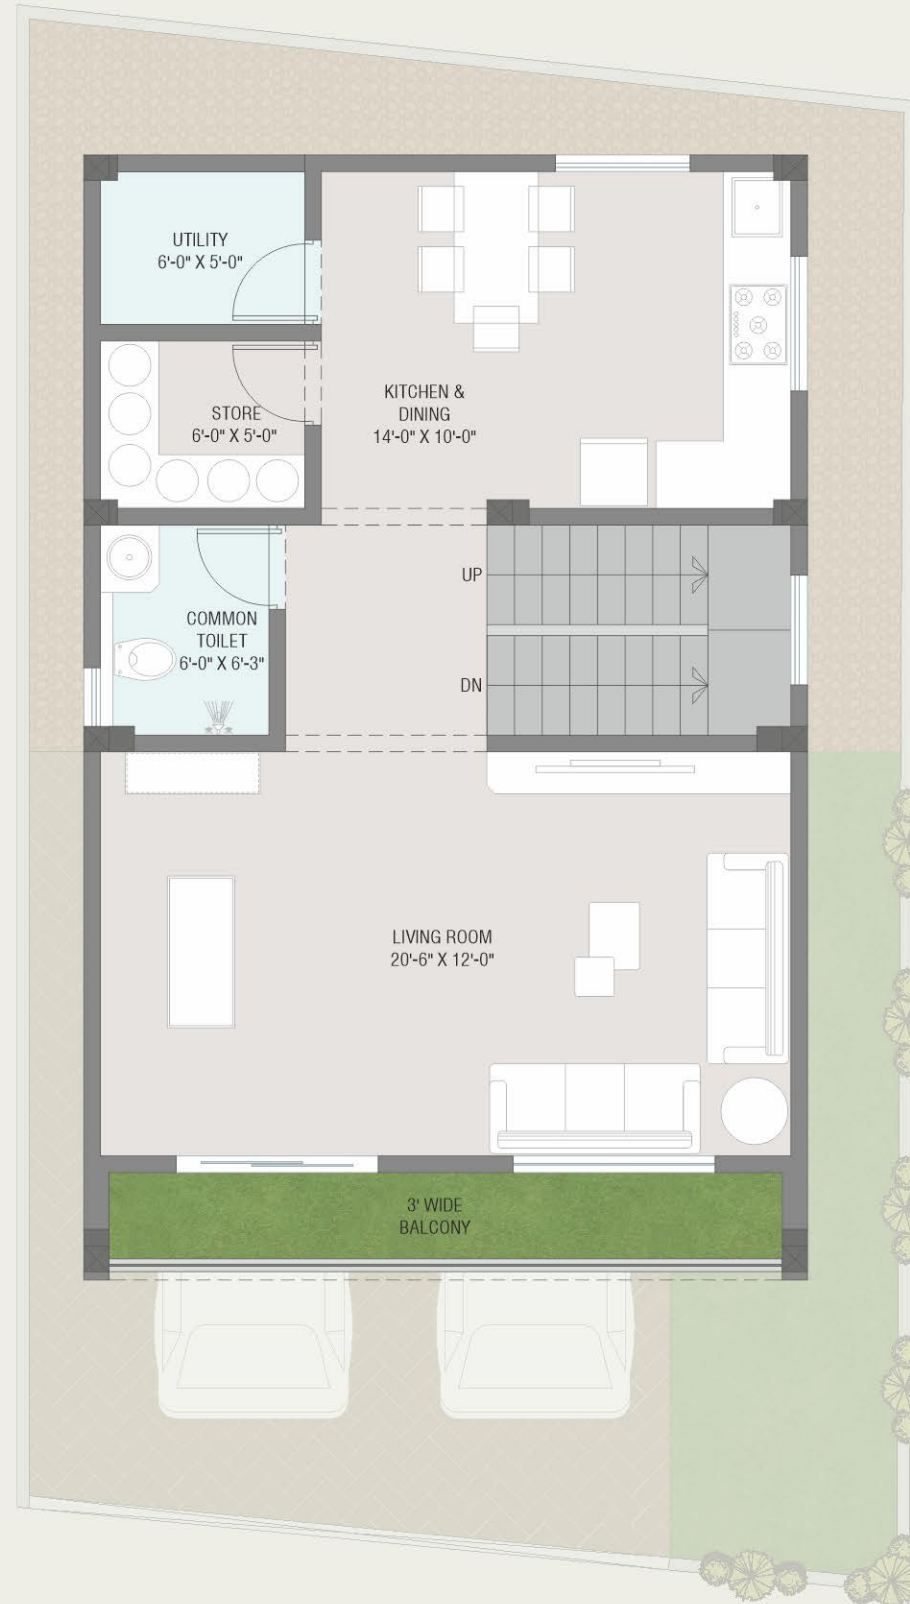 UTILITY
6'-0" X 5'-0"
STORE
6'-0" X 5'-0"
KITCHEN &
DINING
14'-0" X 10'-0"
UP
COMMON
TOILET
6'-0" X 6'-3"
DN
LIVING ROOM
20'-6" X 12'-0"
3' WIDE
BALCONY